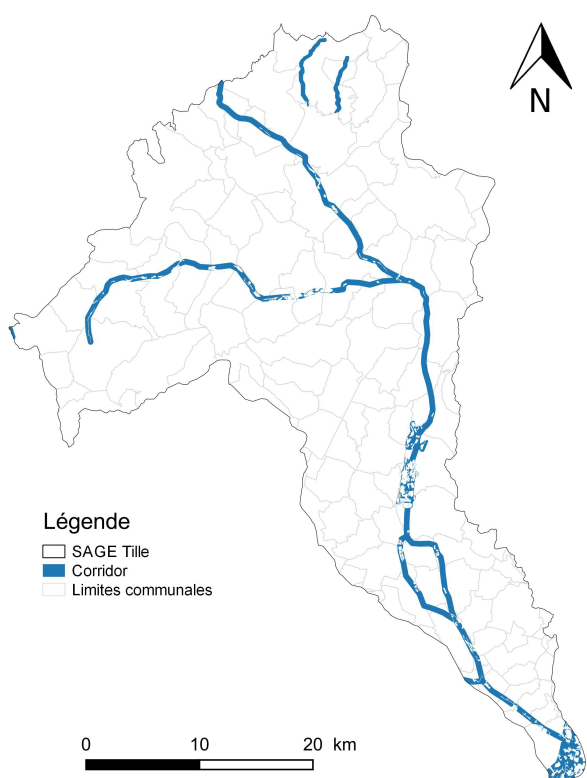 N
Légende
SAGE Tille
Corridor
Limites communales
0 10 20 km